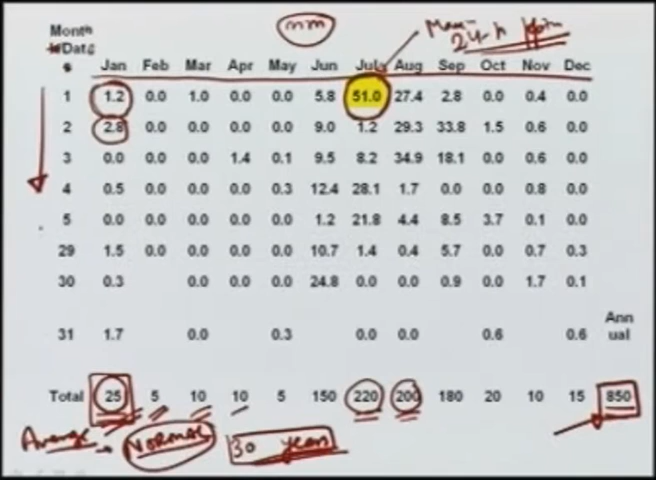 mm
Max
24-h
Month
Date
s Jan Feb Mar Apr May Jun July Aug Sep Oct Nov Dec
1 1.2 0.0 1.0 0.0 0.0 5.8 51.0 27.4 2.8 0.0 0.4 0.0
2 2.8 0.0 0.0 0.0 0.0 9.0 1.2 29.3 33.8 1.5 0.6 0.0
3 0.0 0.0 0.0 1.4 0.1 9.5 8.2 34.9 18.1 0.0 0.6 0.0
4 0.5 0.0 0.0 0.0 0.3 12.4 28.1 1.7 0.0 0.0 0.8 0.0
5 0.0 0.0 0.0 0.0 0.0 1.2 21.8 4.4 8.5 3.7 0.1 0.0
29 1.5 0.0 0.0 0.0 0.0 10.7 1.4 0.4 5.7 0.0 0.7 0.3
30 0.3 0.0 0.0 0.0 24.8 0.0 0.0 0.9 0.0 1.7 0.1
Ann
ual
31 1.7 0.0 0.3 0.0 0.0 0.6 0.6
Total 25 5 10 10 5 150 220 200 180 20 10 15 850
Average NORMAL 30 years